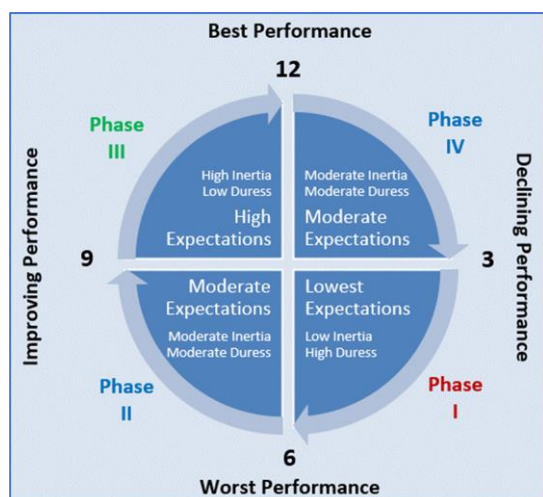 Best Performance
12
Phase
III
Phase
IV
High Inertia
Low Duress
High
Expectations
Moderate Inertia
Moderate Duress
Moderate
Expectations
Improving Performance
9
3
Declining Performance
Moderate
Expectations
Moderate Inertia
Moderate Duress
Lowest
Expectations
Low Inertia
High Duress
Phase
II
Phase
I
6
Worst Performance